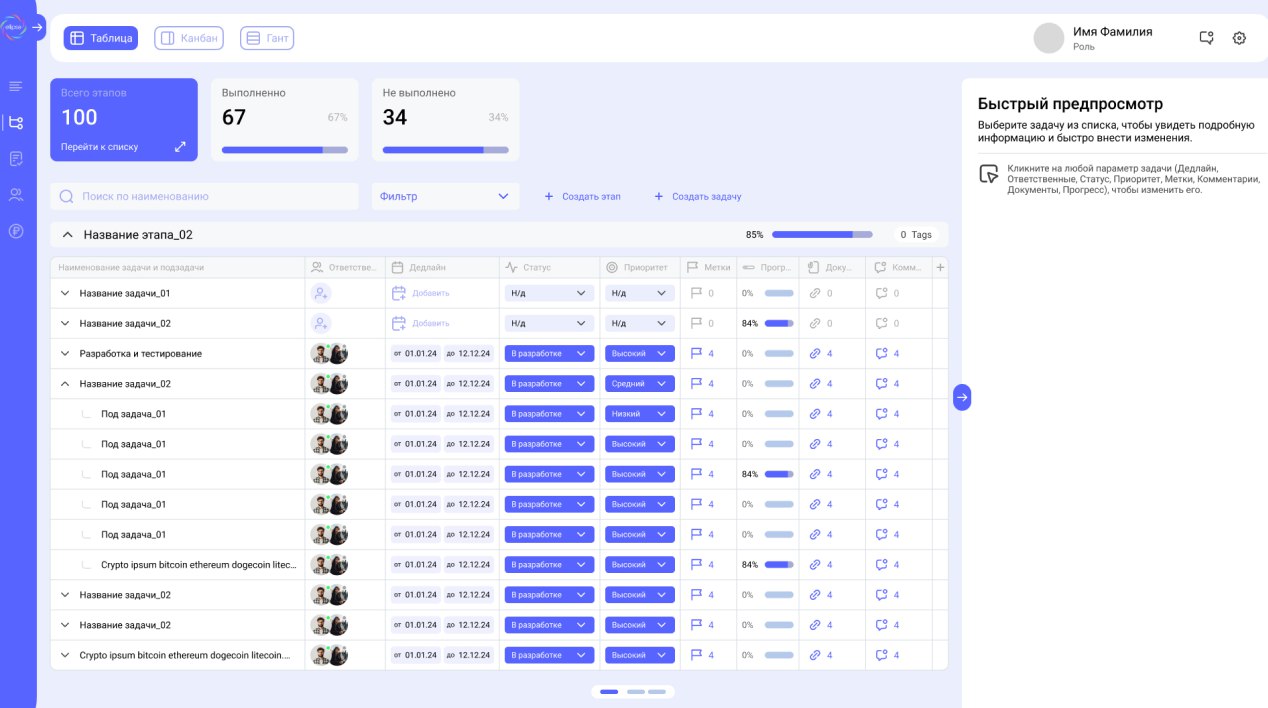 elipse
Таблица
Канбан
Гант
Имя Фамилия
Роль
Всего этапов
100
Перейти к списку
Выполненно
67
67%
Не выполнено
34
34%
Поиск по наименованию
Фильтр
+ Создать этап
+ Создать задачу
Название этапа_02
85%
0 Tags
Наименование задачи и подзадачи Ответстве... Дедлайн Статус Приоритет Метки Прогр... Доку... Комм... +
Название задачи_01 Добавить Н/д Н/д 0 0% 0 0
Название задачи_02 Добавить Н/д Н/д 0 84% 0 0
Разработка и тестирование от 01.01.24 до 12.12.24 В разработке Высокий 4 0% 4 4
Название задачи_02 от 01.01.24 до 12.12.24 В разработке Средний 4 0% 4 4
Под задача_01 от 01.01.24 до 12.12.24 В разработке Низкий 4 0% 4 4
Под задача_01 от 01.01.24 до 12.12.24 В разработке Высокий 4 0% 4 4
Под задача_01 от 01.01.24 до 12.12.24 В разработке Высокий 4 84% 4 4
Под задача_01 от 01.01.24 до 12.12.24 В разработке Высокий 4 0% 4 4
Под задача_01 от 01.01.24 до 12.12.24 В разработке Высокий 4 0% 4 4
Crypto ipsum bitcoin ethereum dogecoin litec... от 01.01.24 до 12.12.24 В разработке Высокий 4 84% 4 4
Название задачи_02 от 01.01.24 до 12.12.24 В разработке Высокий 4 0% 4 4
Название задачи_02 от 01.01.24 до 12.12.24 В разработке Высокий 4 0% 4 4
Crypto ipsum bitcoin ethereum dogecoin litecoin.... от 01.01.24 до 12.12.24 В разработке Высокий 4 0% 4 4
Быстрый предпросмотр
Выберите задачу из списка, чтобы увидеть подробную
информацию и быстро внести изменения.
Кликните на любой параметр задачи (Дедлайн,
Ответственные, Статус, Приоритет, Метки, Комментарии,
Документы, Прогресс), чтобы изменить его.